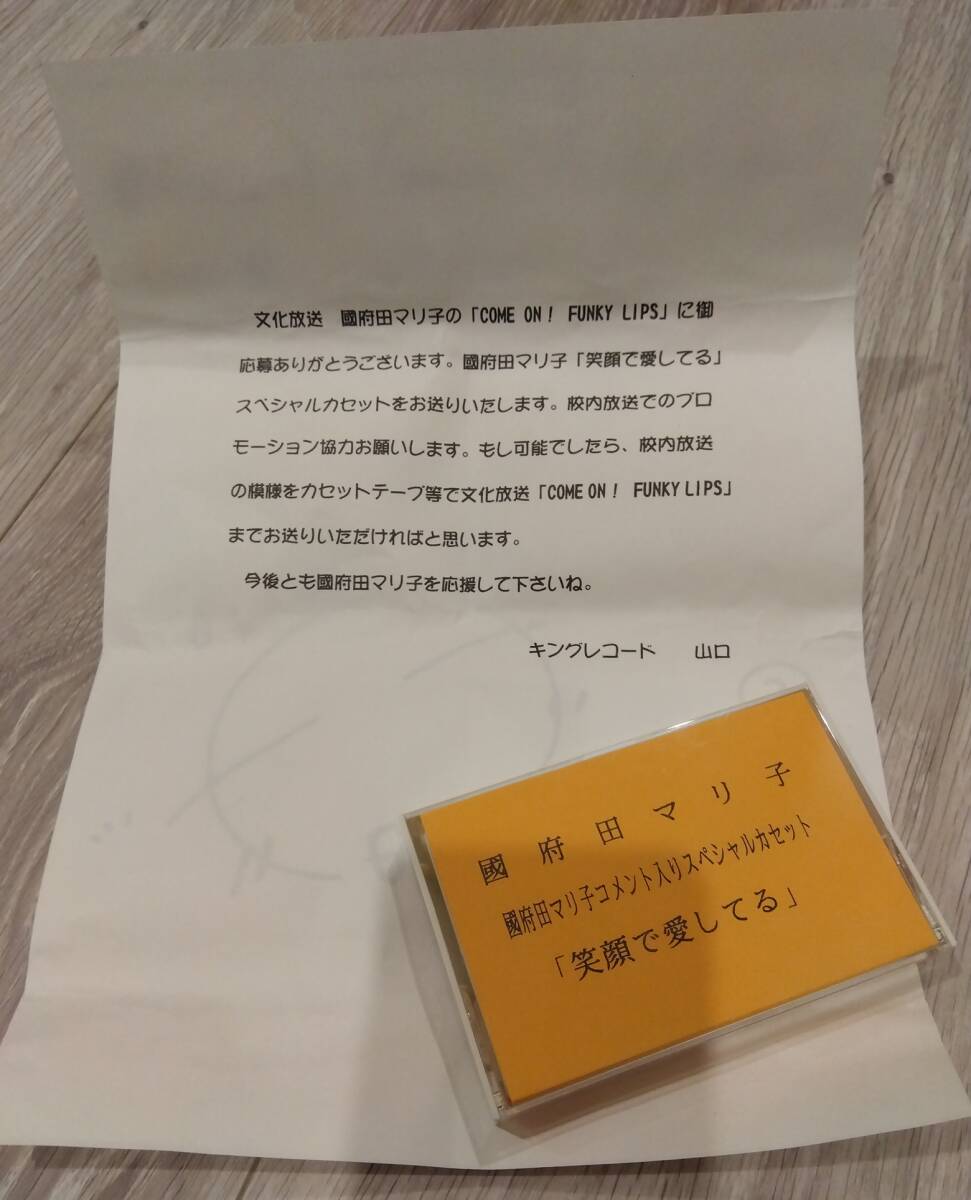 文化放送　國府田マリ子の「COME ON！ FUNKY LIPS」に御
応募ありがとうございます。國府田マリ子「笑顔で愛してる」
スペシャルカセットをお送りいたします。校内放送でのプロ
モーション協力お願いします。もし可能でしたら、校内放送
の模様をカセットテープ等で文化放送「COME ON！ FUNKY LIPS」
までお送りいただければと思います。
今後とも國府田マリ子を応援して下さいね。
キングレコード　山口
國府田マリ子
國府田マリ子コメント入りスペシャルカセット
「笑顔で愛してる」